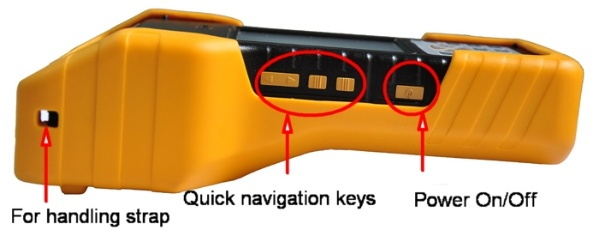 Quick navigation keys
Power On/Off
For handling strap